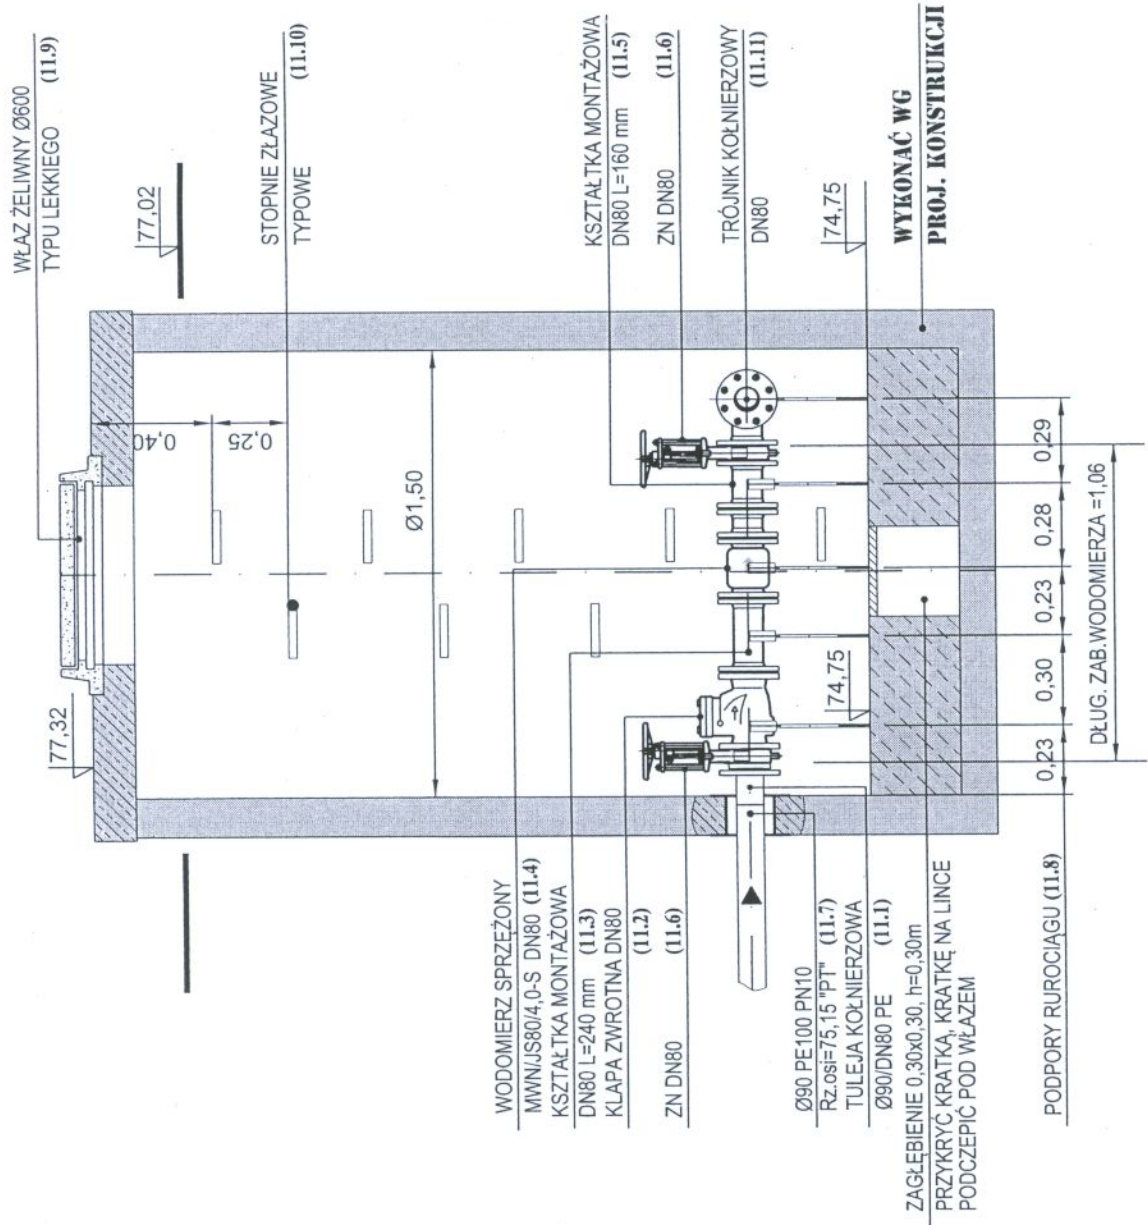 WŁAZ ŻELIWNY Ø600
TYPU LEKKIEGO (11.9)
77,02
STOPNIE ZŁAZOWE
TYPOWE (11.10)
KSZTAŁTKA MONTAŻOWA
DN80 L=160 mm (11.5)
ZN DN80 (11.6)
TRÓJNIK KOŁNIERZOWY
DN80 (11.11)
74,75
WYKONAĆ WG
PROJ. KONSTRUKCJI
77,32
0,40
0,25
Ø1,50
74,75
0,23
0,30
0,23
0,28
0,29
DŁUG. ZAB.WODOMIERZA =1,06
WODOMIERZ SPRZĘŻONY
MWN/JS80/4,0-S DN80 (11.4)
KSZTAŁTKA MONTAŻOWA
DN80 L=240 mm (11.3)
KLAPA ZWROTNA DN80
(11.2)
ZN DN80 (11.6)
Ø90 PE100 PN10
Rz.osi=75,15 "PT" (11.7)
TULEJA KOŁNIERZOWA
Ø90/DN80 PE (11.1)
ZAGŁĘBIENIE 0,30x0,30, h=0,30m
PRZYKRYĆ KRATKĄ, KRATKĘ NA LINCE
PODCZEPIĆ POD WŁAZEM
PODPORY RUROCIĄGU (11.8)